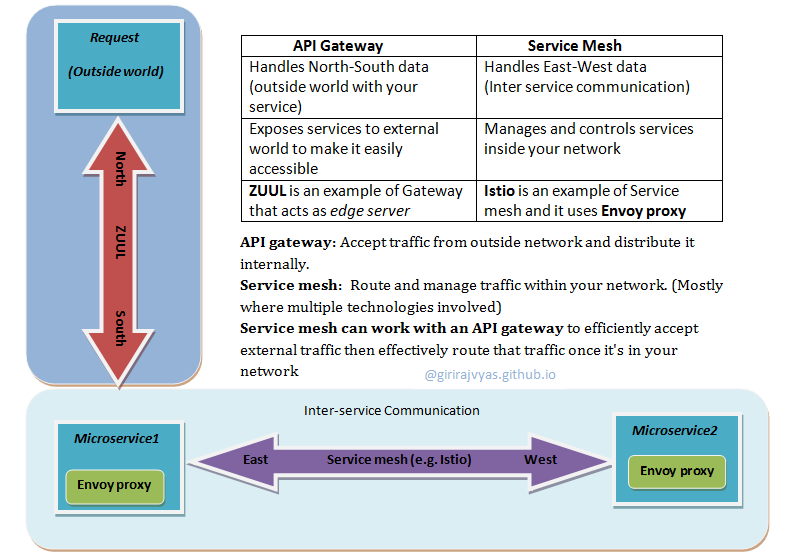 Request
(Outside world)
North
ZUUL
South
API Gateway
Service Mesh
Handles North-South data
(outside world with your
service)
Handles East-West data
(Inter service communication)
Exposes services to external
world to make it easily
accessible
Manages and controls services
inside your network
ZUUL is an example of Gateway
that acts as edge server
Istio is an example of Service
mesh and it uses Envoy proxy
API gateway: Accept traffic from outside network and distribute it
internally.
Service mesh:  Route and manage traffic within your network. (Mostly
where multiple technologies involved)
Service mesh can work with an API gateway to efficiently accept
external traffic then effectively route that traffic once it's in your
network
@girirajvyas.github.io
Inter-service Communication
Microservice1
Envoy proxy
East
Service mesh (e.g. Istio)
West
Microservice2
Envoy proxy